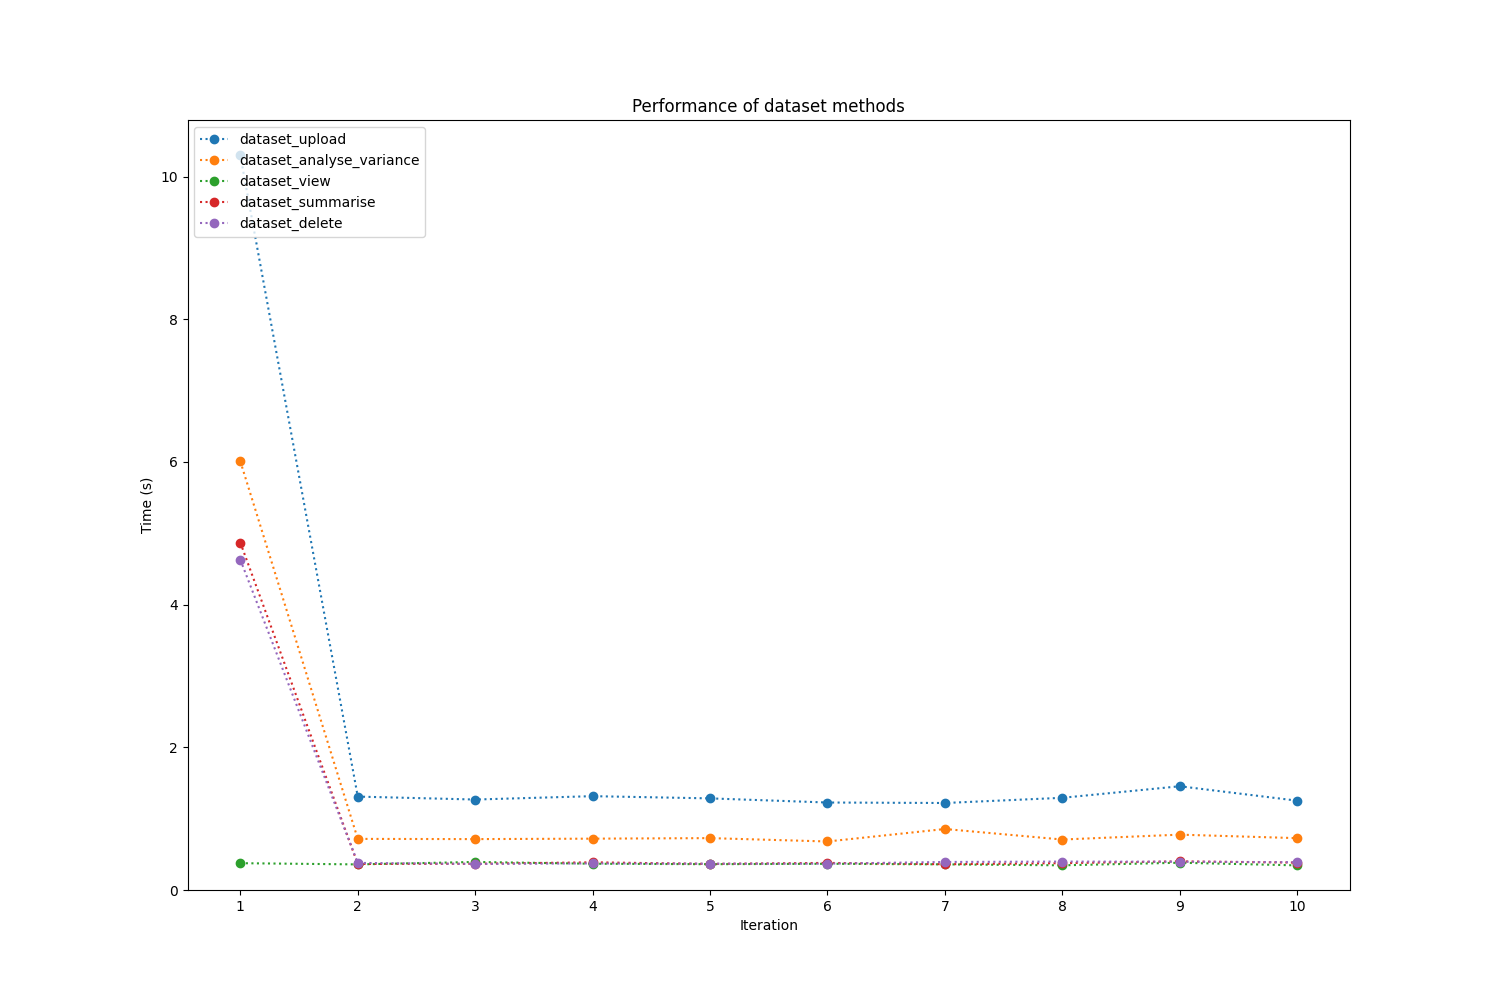 Performance of dataset methods
dataset_upload
dataset_analyse_variance
dataset_view
dataset_summarise
dataset_delete
10
8
6
4
2
0
Time (s)
1 2 3 4 5 6 7 8 9 10
Iteration